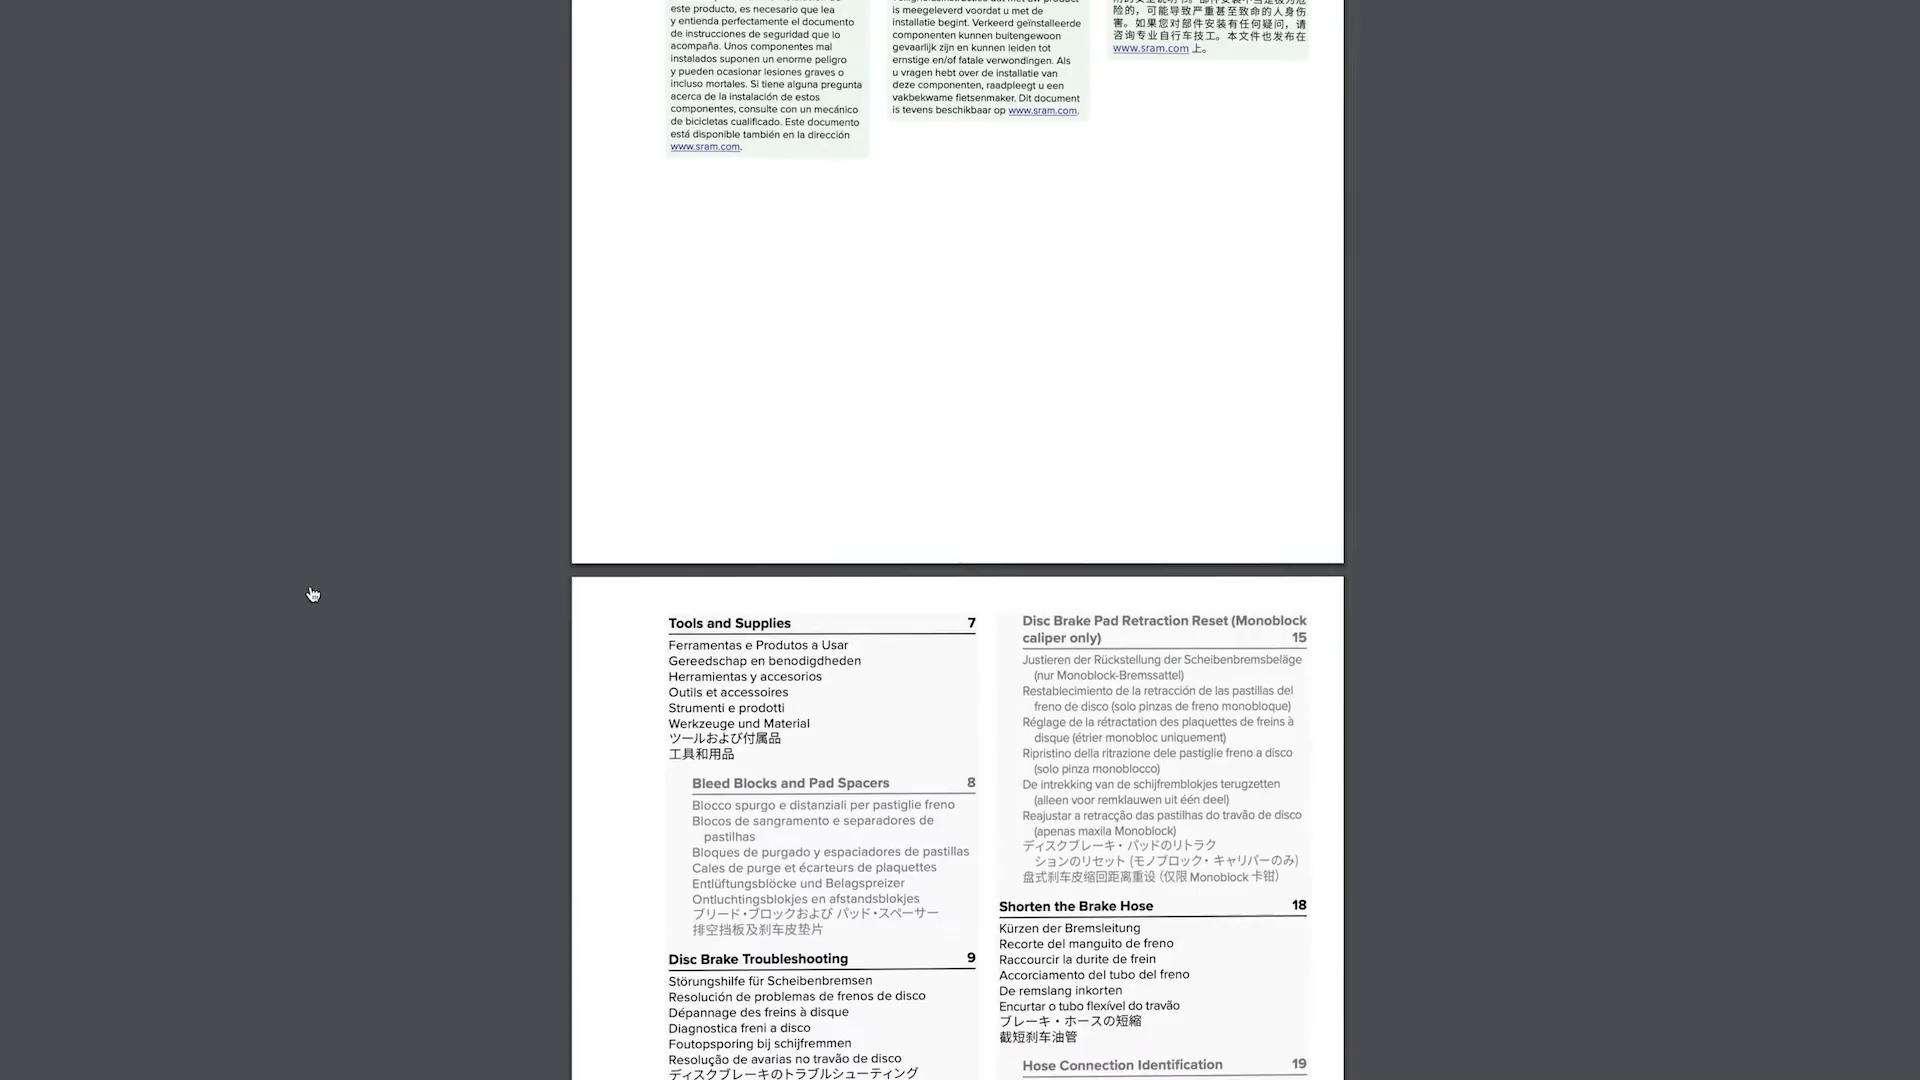 este producto, es necesario que lea
y entienda perfectamente el documento
de instrucciones de seguridad que lo
acompaña. Unos componentes mal
instalados suponen un enorme peligro
y pueden ocasionar lesiones graves o
incluso mortales. Si tiene alguna pregunta
acerca de la instalación de estos
componentes, consulte con un mecánico
de bicicletas cualificado. Este documento
está disponible también en la dirección
www.sram.com.
is meegeleverd voordat u met de
installatie begint. Verkeerd geïnstalleerde
componenten kunnen buitengewoon
gevaarlijk zijn en kunnen leiden tot
ernstige en/of fatale verwondingen. Als
u vragen hebt over de installatie van
deze componenten, raadpleegt u een
vakbekwame fietsenmaker. Dit document
is tevens beschikbaar op www.sram.com.
险的，可能导致严重甚至致命的人身伤
害。如果您对部件安装有任何疑问，请
咨询专业自行车技工。本文件也发布在
www.sram.com 上。
Tools and Supplies 7
Ferramentas e Produtos a Usar
Gereedschap en benodigdheden
Herramientas y accesorios
Outils et accessoires
Strumenti e prodotti
Werkzeuge und Material
ツールおよび付属品
工具和用品
Bleed Blocks and Pad Spacers 8
Blocco spurgo e distanziali per pastiglie freno
Blocos de sangramento e separadores de
pastilhas
Bloques de purgado y espaciadores de pastillas
Cales de purge et écarteurs de plaquettes
Entlüftungsblöcke und Belagspreizer
Ontluchtingsblokjes en afstandsblokjes
ブリード・ブロックおよび パッド・スペーサー
排空挡板及刹车皮垫片
Disc Brake Troubleshooting 9
Störungshilfe für Scheibenbremsen
Resolución de problemas de frenos de disco
Dépannage des freins à disque
Diagnostica freni a disco
Foutopsporing bij schijfremmen
Resolução de avarias no travão de disco
ディスクブレーキのトラブルシューティング
Disc Brake Pad Retraction Reset (Monoblock
caliper only) 15
Justieren der Rückstellung der Scheibenbremsbeläge
(nur Monoblock-Bremssattel)
Restablecimiento de la retracción de las pastillas del
freno de disco (solo pinzas de freno monobloque)
Réglage de la rétractation des plaquettes de freins à
disque (étrier monobloc uniquement)
Ripristino della ritrazione dele pastiglie freno a disco
(solo pinza monoblocco)
De intrekking van de schijfremblokjes terugzetten
(alleen voor remklauwen uit één deel)
Reajustar a retracção das pastilhas do travão de disco
(apenas maxila Monoblock)
ディスクブレーキ・パッドのリトラク
ションのリセット (モノブロック・キャリパーのみ)
盘式刹车皮缩回距离重设 (仅限 Monoblock 卡钳)
Shorten the Brake Hose 18
Kürzen der Bremsleitung
Recorte del manguito de freno
Raccourcir la durite de frein
Accorciamento del tubo del freno
De remslang inkorten
Encurtar o tubo flexível do travão
ブレーキ・ホースの短縮
截短刹车油管
Hose Connection Identification 19